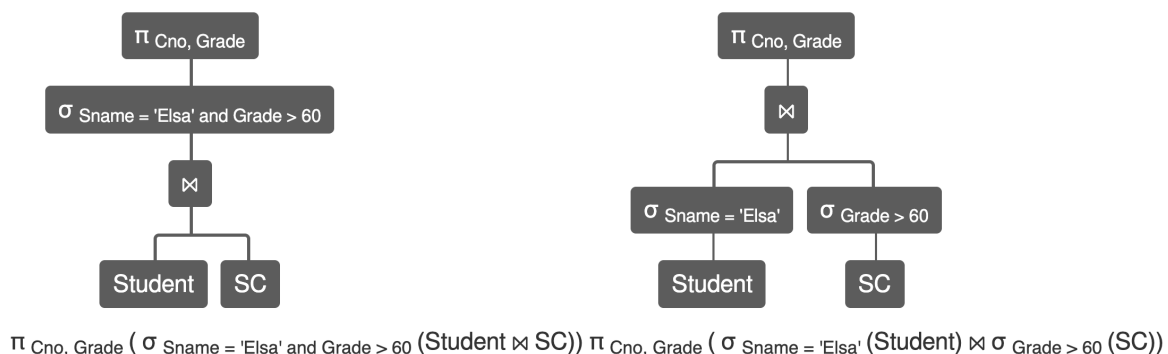 π Cno, Grade
σ Sname = 'Elsa' and Grade > 60
⋈
Student SC
π Cno, Grade ( σ Sname = 'Elsa' and Grade > 60 (Student ⋈ SC))
π Cno, Grade
⋈
σ Sname = 'Elsa' σ Grade > 60
Student SC
π Cno, Grade ( σ Sname = 'Elsa' (Student) ⋈ σ Grade > 60 (SC))